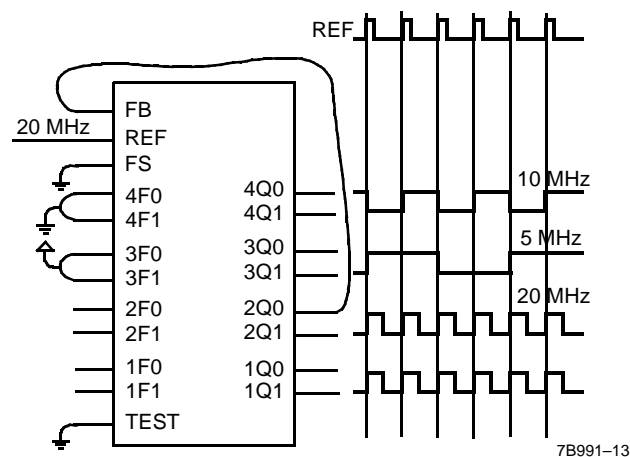 REF
FB
20 MHz
REF
FS
4F0
4Q0
10 MHz
4F1
4Q1
3F0
3Q0
5 MHz
3F1
3Q1
2F0
2Q0
20 MHz
2F1
2Q1
1F0
1Q0
1F1
1Q1
TEST
7B991–13